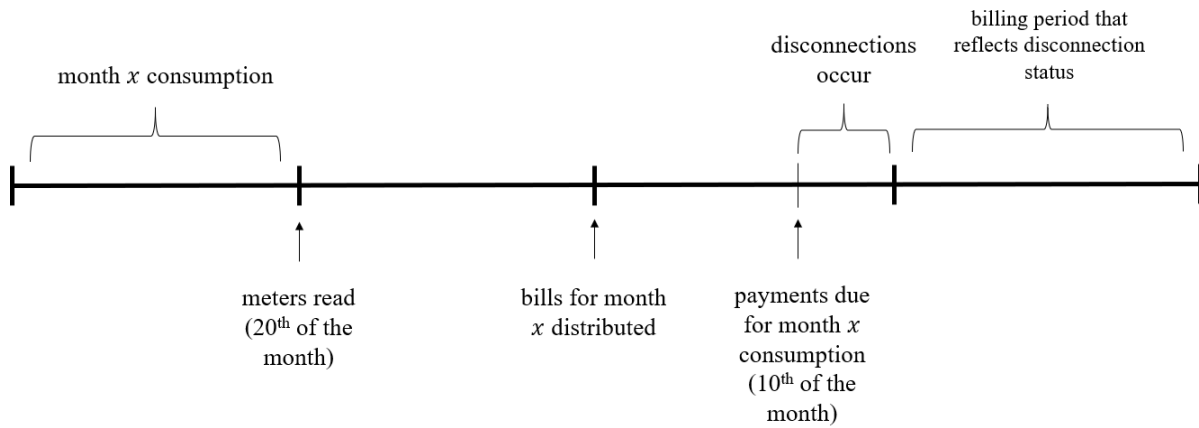 month x consumption
disconnections
occur
billing period that
reflects disconnection
status
meters read
(20th of the
month)
bills for month
x distributed
payments due
for month x
consumption
(10th of the
month)